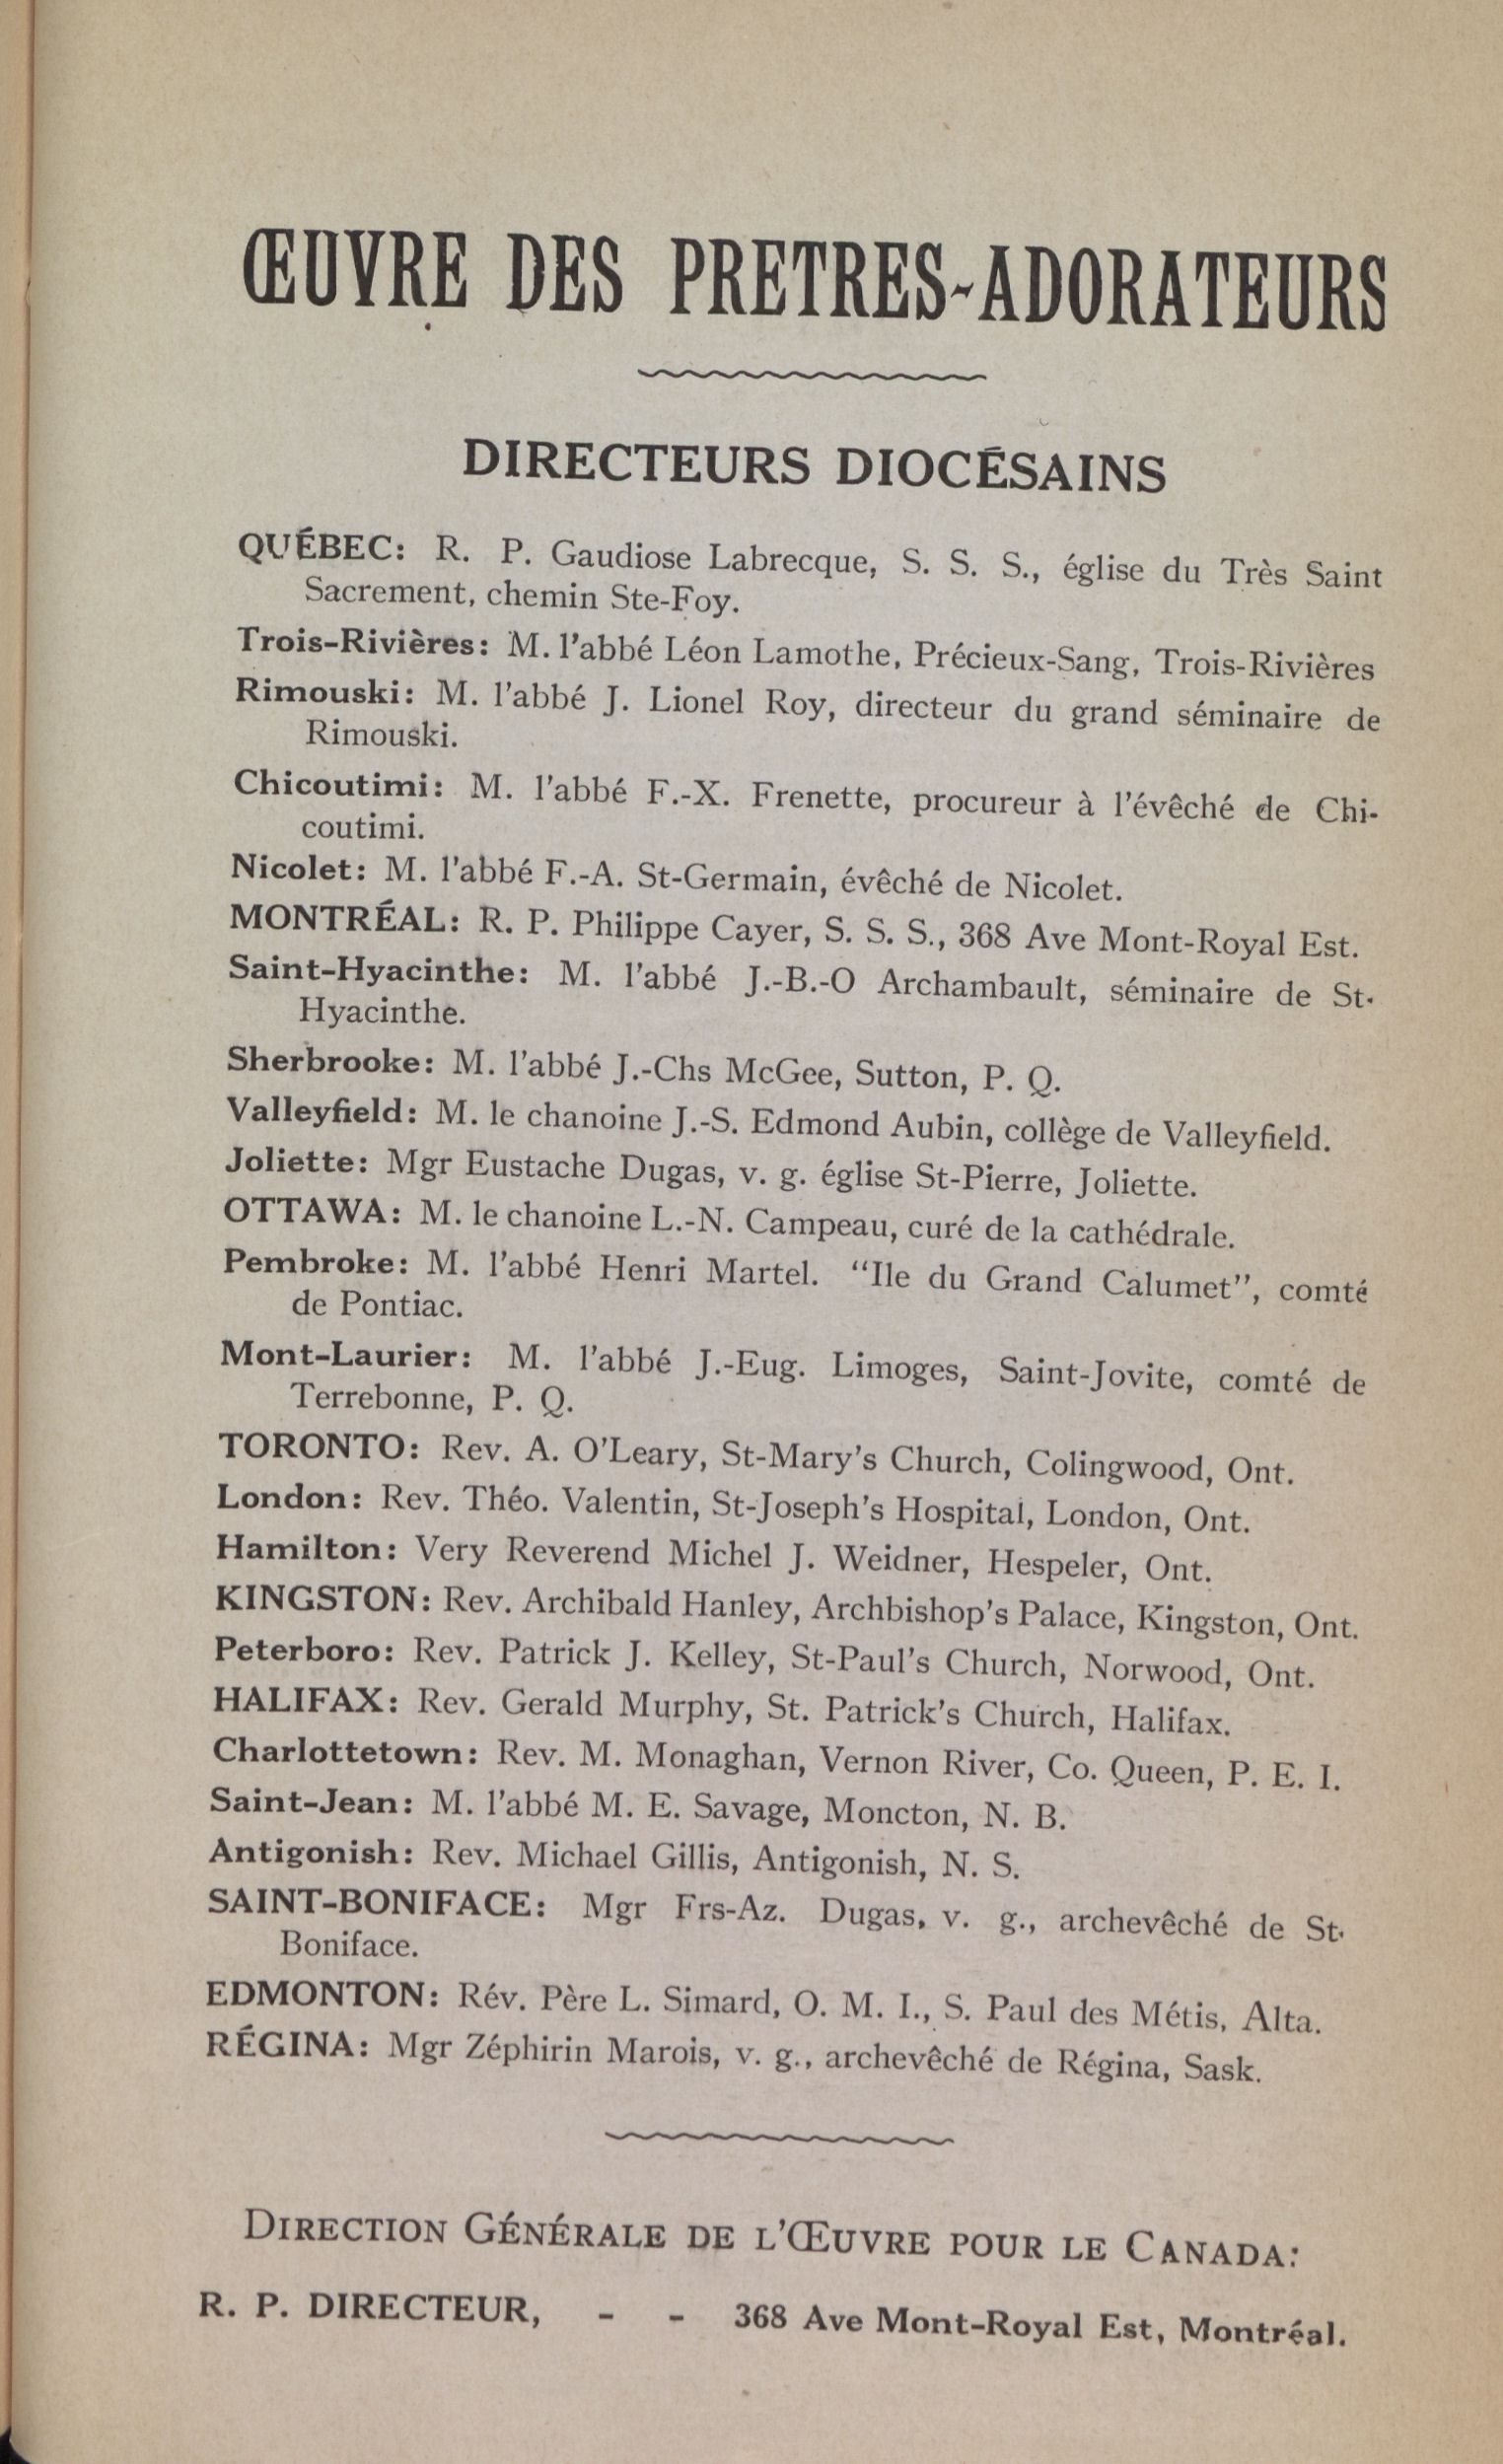 ŒUVRE DES PRETRES-ADORATEURS
DIRECTEURS DIOCÉSAINS
QUÉBEC: R. P. Gaudiose Labrecque, S. S. S., église du Très Saint
Sacrement, chemin Ste-Foy.
Trois-Rivières: M. l'abbé Léon Lamothe, Précieux-Sang, Trois-Rivières
Rimouski: M. l'abbé J. Lionel Roy, directeur du grand séminaire de
Rimouski.
Chicoutimi: M. l'abbé F.-X. Frenette, procureur à l'évêché de Chi-
coutimi.
Nicolet: M. l'abbé F.-A. St-Germain, évêché de Nicolet.
MONTRÉAL: R. P. Philippe Cayer, S. S. S., 368 Ave Mont-Royal Est.
Saint-Hyacinthe: M. l'abbé J.-B.-O Archambault, séminaire de St-
Hyacinthe.
Sherbrooke: M. l'abbé J.-Chs McGee, Sutton, P. Q.
Valleyfield: M. le chanoine J.-S. Edmond Aubin, collège de Valleyfield.
Joliette: Mgr Eustache Dugas, v. g. église St-Pierre, Joliette.
OTTAWA: M. le chanoine L.-N. Campeau, curé de la cathédrale.
Pembroke: M. l'abbé Henri Martel. "Ile du Grand Calumet", comté
de Pontiac.
Mont-Laurier: M. l'abbé J.-Eug. Limoges, Saint-Jovite, comté de
Terrebonne, P. Q.
TORONTO: Rev. A. O'Leary, St-Mary's Church, Colingwood, Ont.
London: Rev. Théo. Valentin, St-Joseph's Hospital, London, Ont.
Hamilton: Very Reverend Michel J. Weidner, Hespeler, Ont.
KINGSTON: Rev. Archibald Hanley, Archbishop's Palace, Kingston, Ont.
Peterboro: Rev. Patrick J. Kelley, St-Paul's Church, Norwood, Ont.
HALIFAX: Rev. Gerald Murphy, St. Patrick's Church, Halifax.
Charlottetown: Rev. M. Monaghan, Vernon River, Co. Queen, P. E. I.
Saint-Jean: M. l'abbé M. E. Savage, Moncton, N. B.
Antigonish: Rev. Michael Gillis, Antigonish, N. S.
SAINT-BONIFACE: Mgr Frs-Az. Dugas, v. g., archevêché de St-
Boniface.
EDMONTON: Rév. Père L. Simard, O. M. I., S. Paul des Métis, Alta.
RÉGINA: Mgr Zéphirin Marois, v. g., archevêché de Régina, Sask.
DIRECTION GÉNÉRALE DE L'ŒUVRE POUR LE CANADA:
R. P. DIRECTEUR, - - 368 Ave Mont-Royal Est, Montréal.